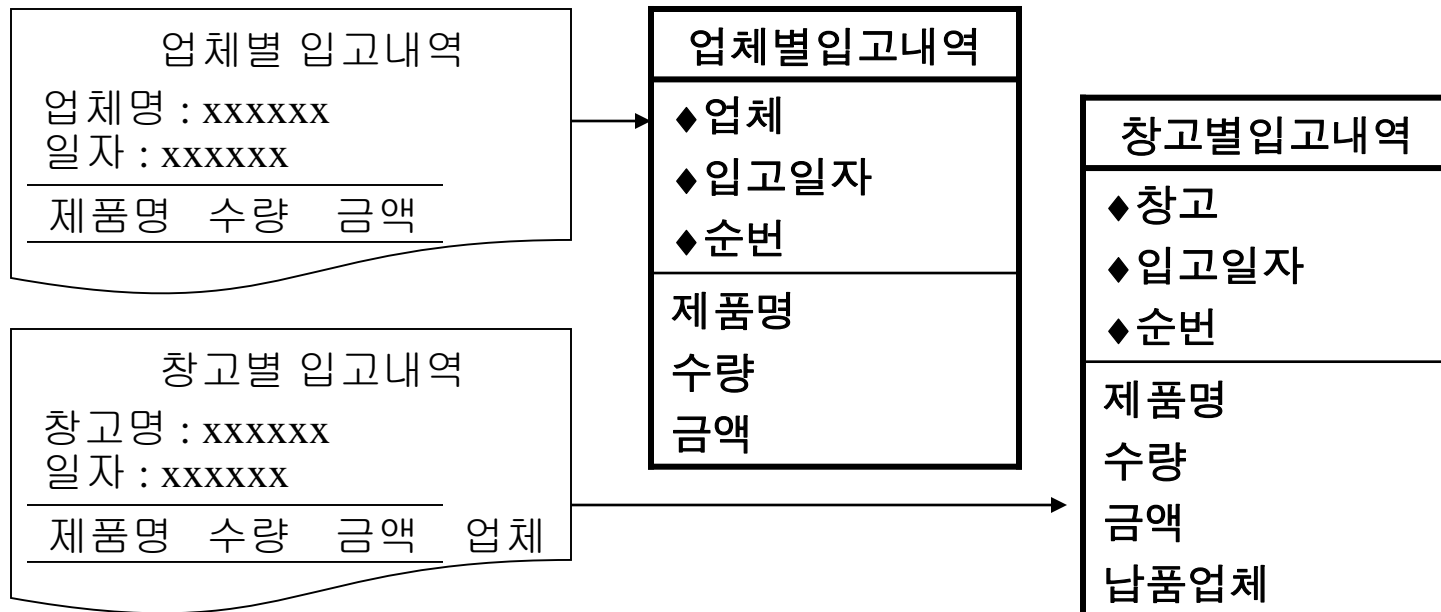 업체별 입고내역
업체명 : xxxxxx
일자 : xxxxxx
제품명 수량 금액
창고별 입고내역
창고명 : xxxxxx
일자 : xxxxxx
제품명 수량 금액 업체
업체별입고내역
♦업체
♦입고일자
♦순번
제품명
수량
금액
창고별입고내역
♦창고
♦입고일자
♦순번
제품명
수량
금액
납품업체